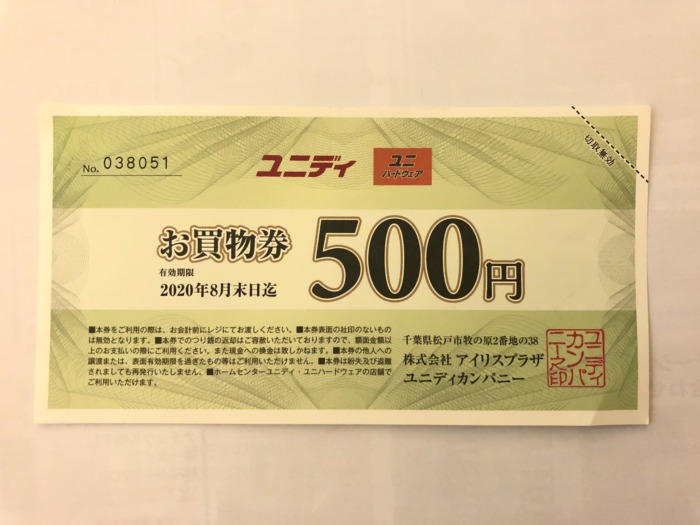 No. 038051
ユニディ
ユニ
ハードウェア
切取無効
お買物券 500円
有効期限
2020年8月末日迄
■本券をご利用の際は、お会計前にレジにてお渡しください。■本券表面の社印のないもの
は無効となります。■本券でのつり銭の返却はご容赦いただいておりますので、額面金額以
上のお支払いの際にご利用ください。また現金への換金は致しかねます。■本券の他人への
譲渡または、表面有効期限を過ぎたもの等はご利用いただけません。■本券は紛失及び盗難
されましても再発行いたしません。■ホームセンターユニディ・ユニハードウェアの店舗で
ご利用いただけます。
千葉県松戸市牧の原2番地の38
株式会社 アイリスプラザ
ユニディカンパニー
ユニディ
カンパ
ニー之印